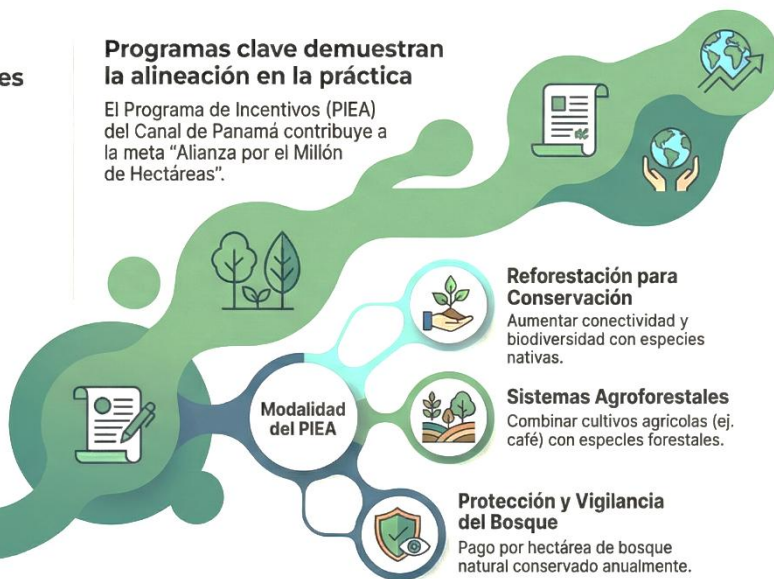 es
Programas clave demuestran
la alineación en la práctica
El Programa de Incentivos (PIEA)
del Canal de Panamá contribuye a
la meta “Alianza por el Millón
de Hectáreas”.
Modalidad
del PIEA
Reforestación para
Conservación
Aumentar conectividad y
biodiversidad con especies
nativas.
Sistemas Agroforestales
Combinar cultivos agrícolas (ej.
café) con especies forestales.
Protección y Vigilancia
del Bosque
Pago por hectárea de bosque
natural conservado anualmente.